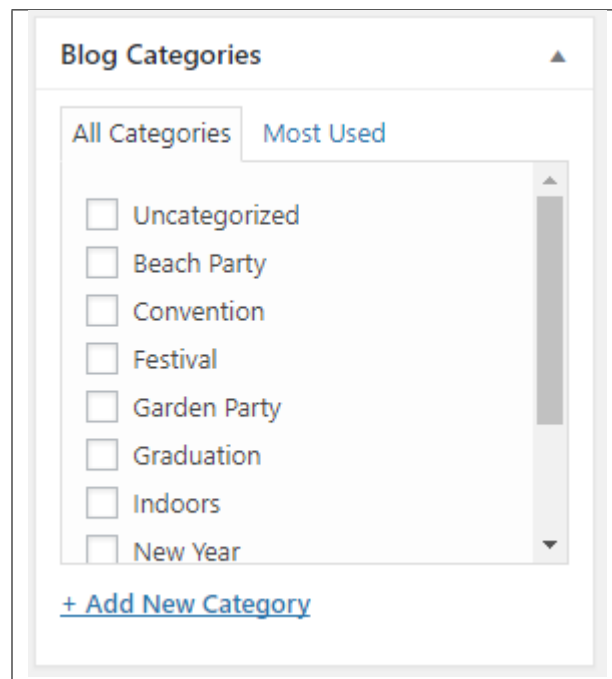 Blog Categories
All Categories Most Used
Uncategorized
Beach Party
Convention
Festival
Garden Party
Graduation
Indoors
New Year
+ Add New Category